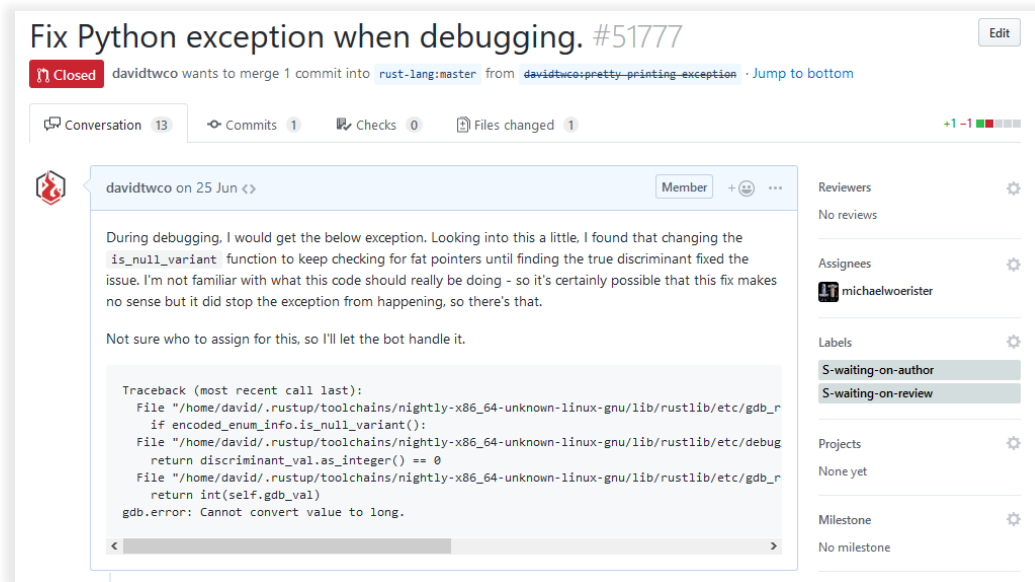 Fix Python exception when debugging. #51777
Edit
Closed davidtwco wants to merge 1 commit into rust-lang:master from davidtwco:pretty-printing-exception · Jump to bottom
Conversation 13 Commits 1 Checks 0 Files changed 1 +1 −1
davidtwco on 25 Jun <> Member + ...
During debugging, I would get the below exception. Looking into this a little, I found that changing the
is_null_variant function to keep checking for fat pointers until finding the true discriminant fixed the
issue. I'm not familiar with what this code should really be doing - so it's certainly possible that this fix makes
no sense but it did stop the exception from happening, so there's that.
Not sure who to assign for this, so I'll let the bot handle it.
Traceback (most recent call last):
File "/home/david/.rustup/toolchains/nightly-x86_64-unknown-linux-gnu/lib/rustlib/etc/gdb_r
if encoded_enum_info.is_null_variant():
File "/home/david/.rustup/toolchains/nightly-x86_64-unknown-linux-gnu/lib/rustlib/etc/debug
return discriminant_val.as_integer() == 0
File "/home/david/.rustup/toolchains/nightly-x86_64-unknown-linux-gnu/lib/rustlib/etc/gdb_r
return int(self.gdb_val)
gdb.error: Cannot convert value to long.
Reviewers
No reviews
Assignees
michaelwoerister
Labels
S-waiting-on-author
S-waiting-on-review
Projects
None yet
Milestone
No milestone